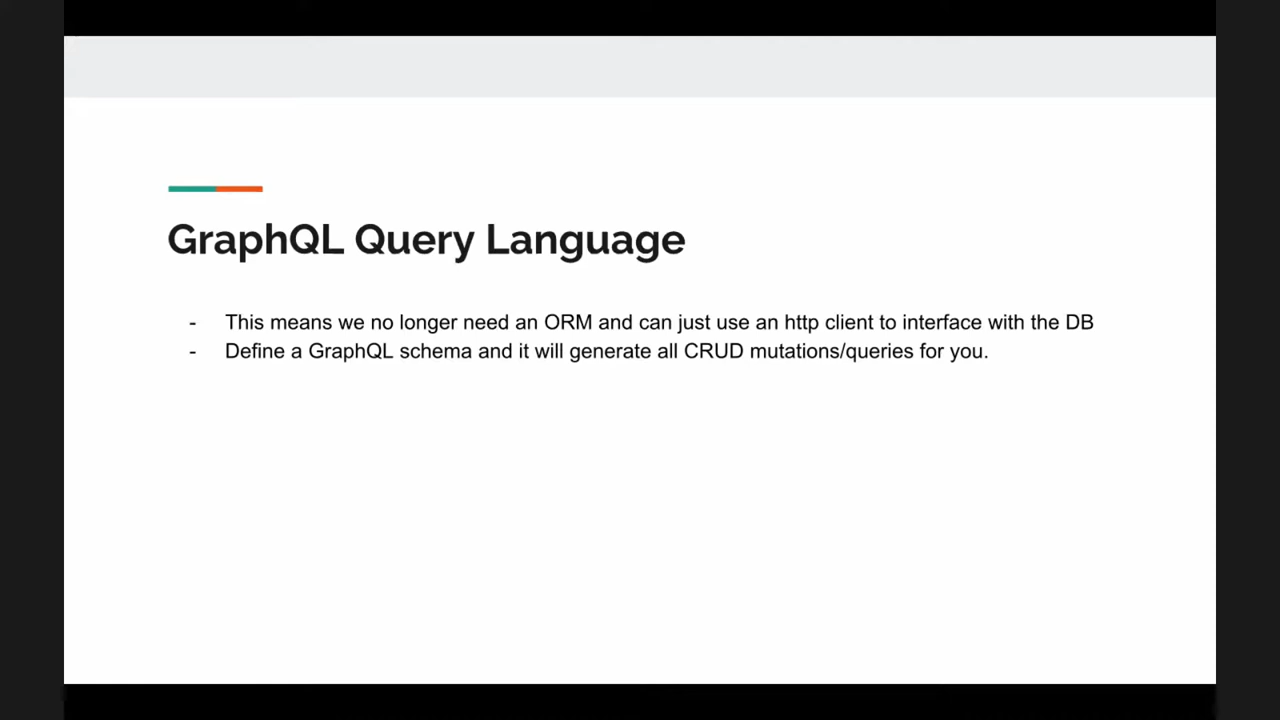 GraphQL Query Language
- This means we no longer need an ORM and can just use an http client to interface with the DB
- Define a GraphQL schema and it will generate all CRUD mutations/queries for you.